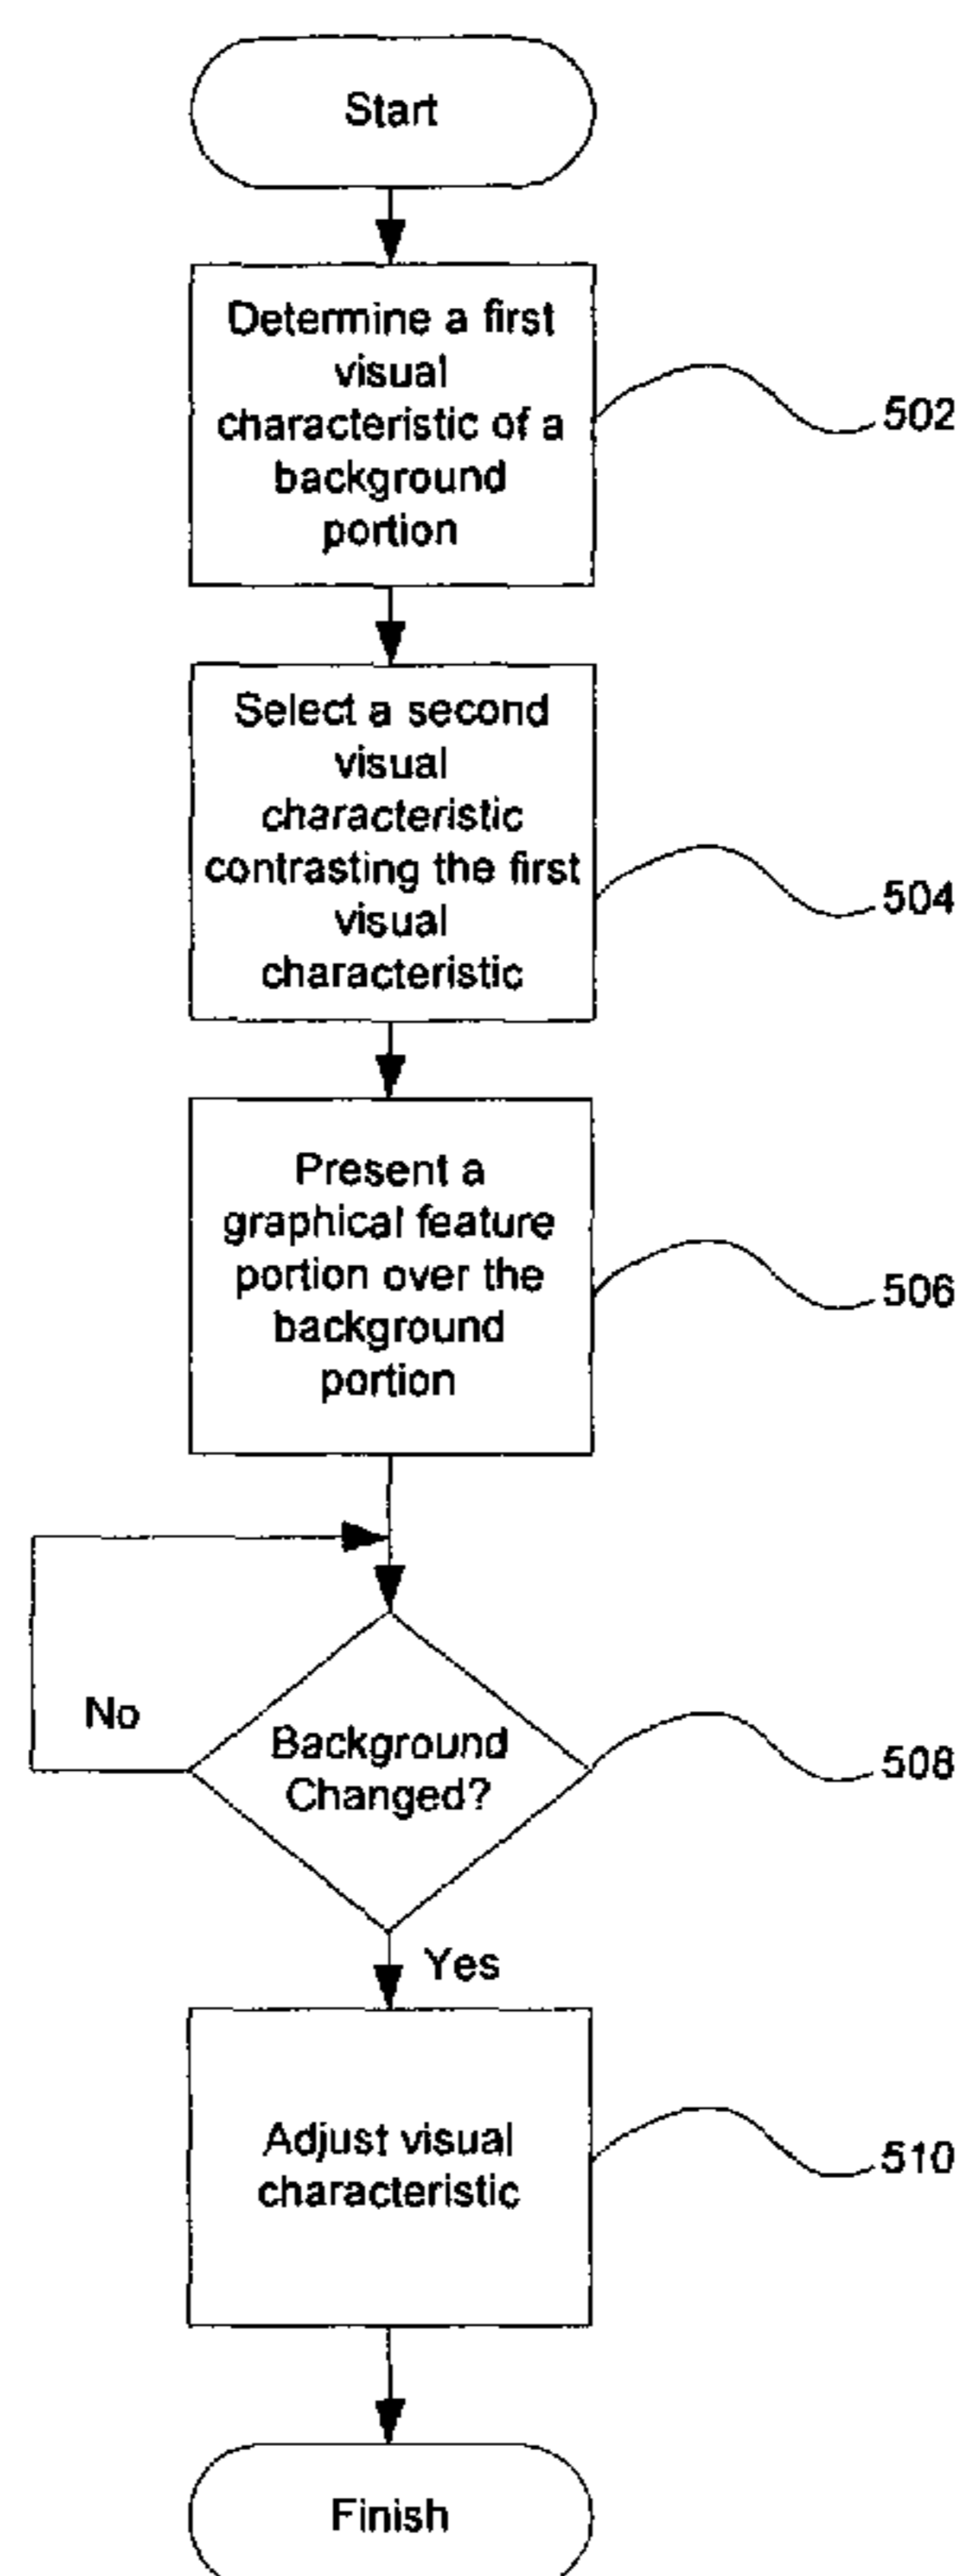 Start
Determine a first
visual
characteristic of a
background
portion
502
Select a second
visual
characteristic
contrasting the first
visual
characteristic
504
Present a
graphical feature
portion over the
background
portion
506
No
Background
Changed?
508
Yes
Adjust visual
characteristic
510
Finish